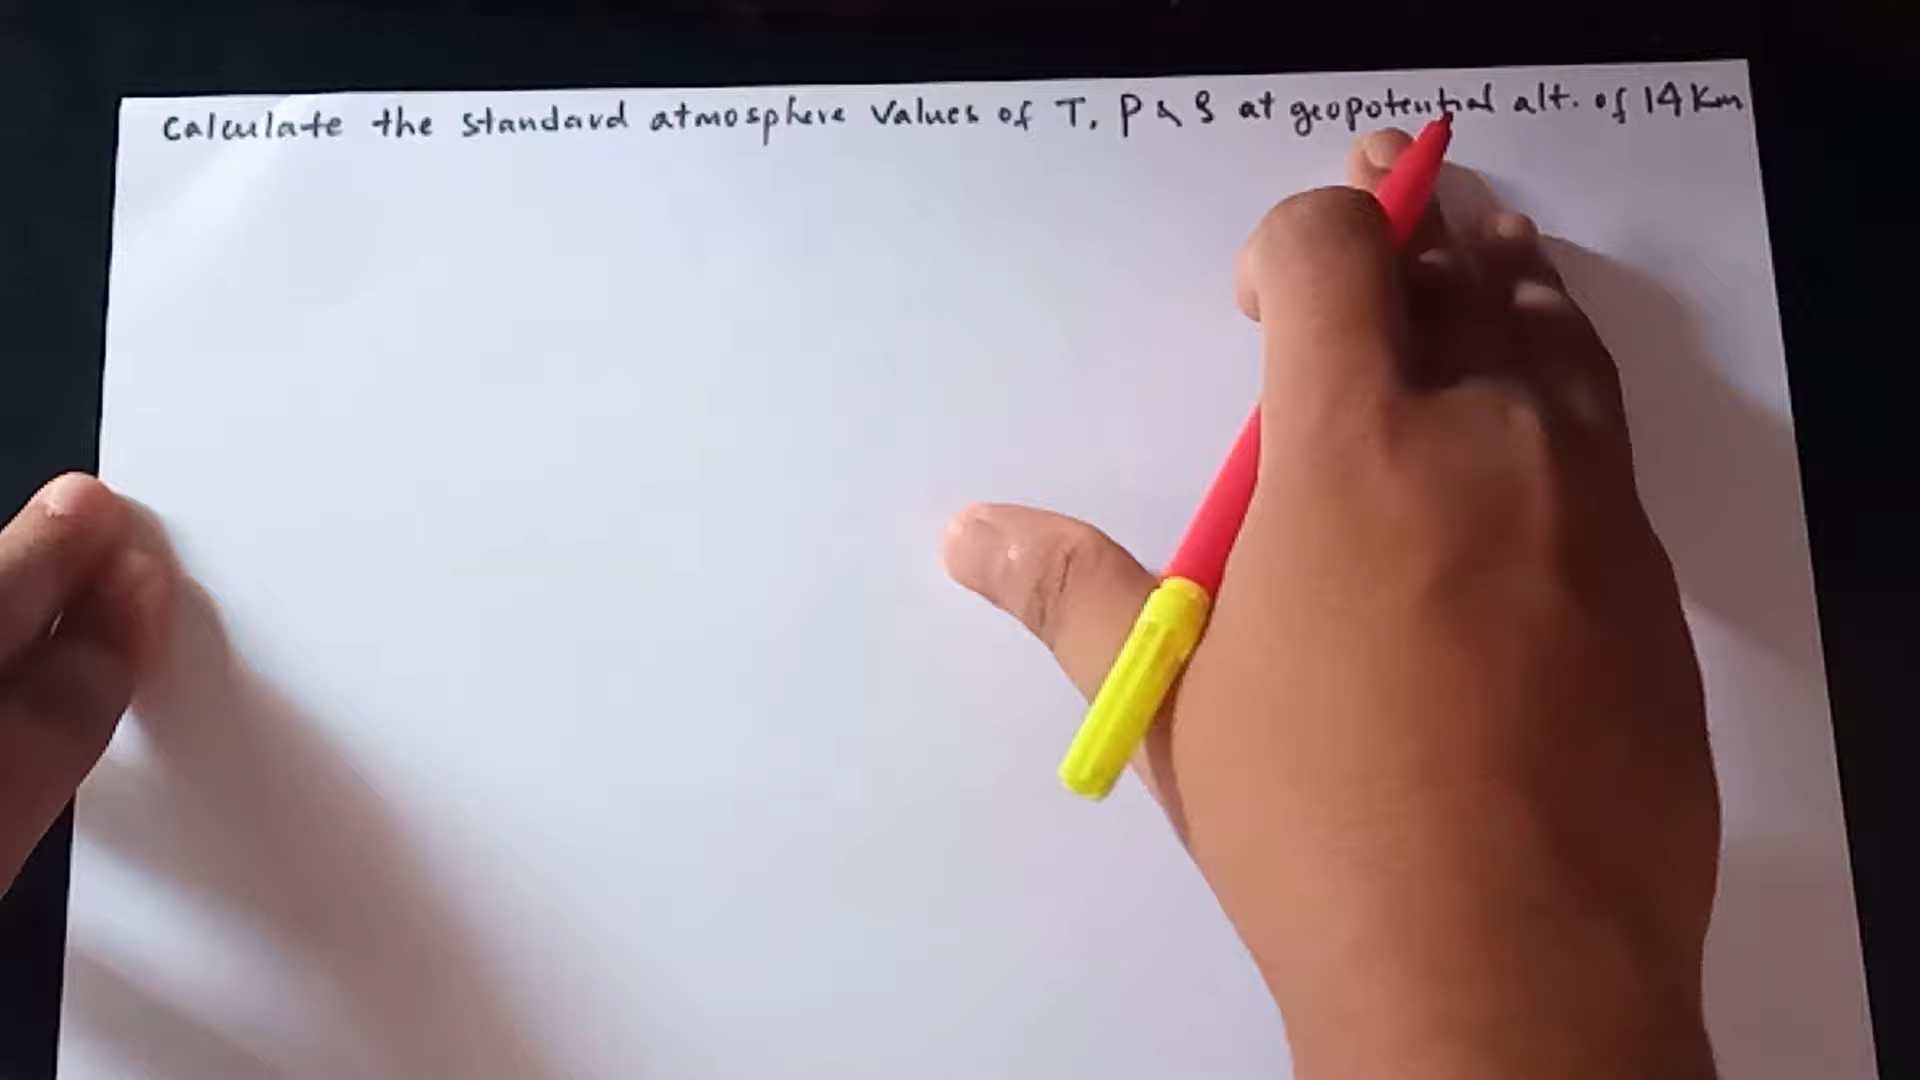 Calculate the standard atmosphere values of T, P & ρ at geopotential alt. of 14 Km